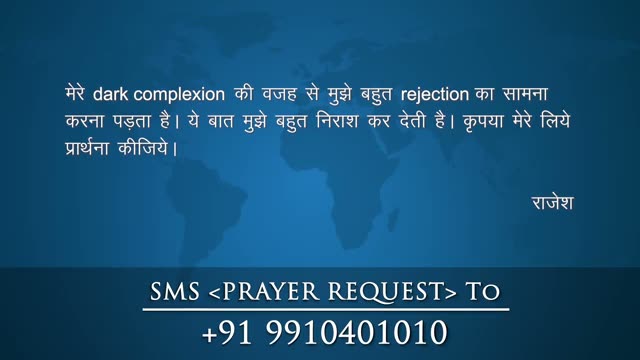 मेरे dark complexion की वजह से मुझे बहुत rejection का सामना
करना पड़ता है। ये बात मुझे बहुत निराश कर देती है। कृपया मेरे लिये
प्रार्थना कीजिये।
राजेश
SMS <PRAYER REQUEST> To
+91 9910401010